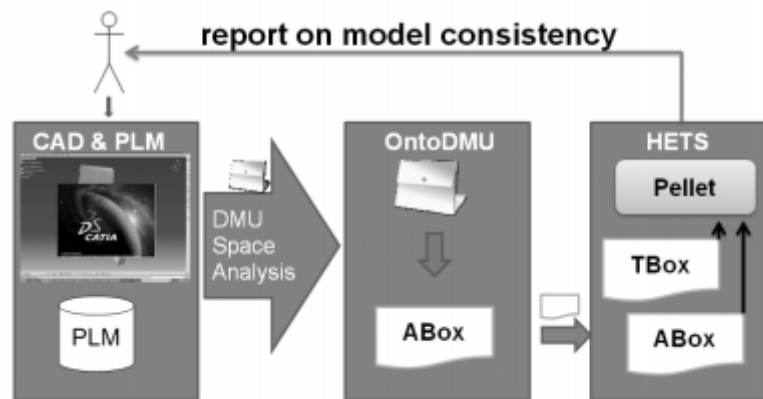 report on model consistency
CAD & PLM
DS
CATIA
PLM
DMU
Space
Analysis
OntoDMU
ABox
HETS
Pellet
TBox
ABox